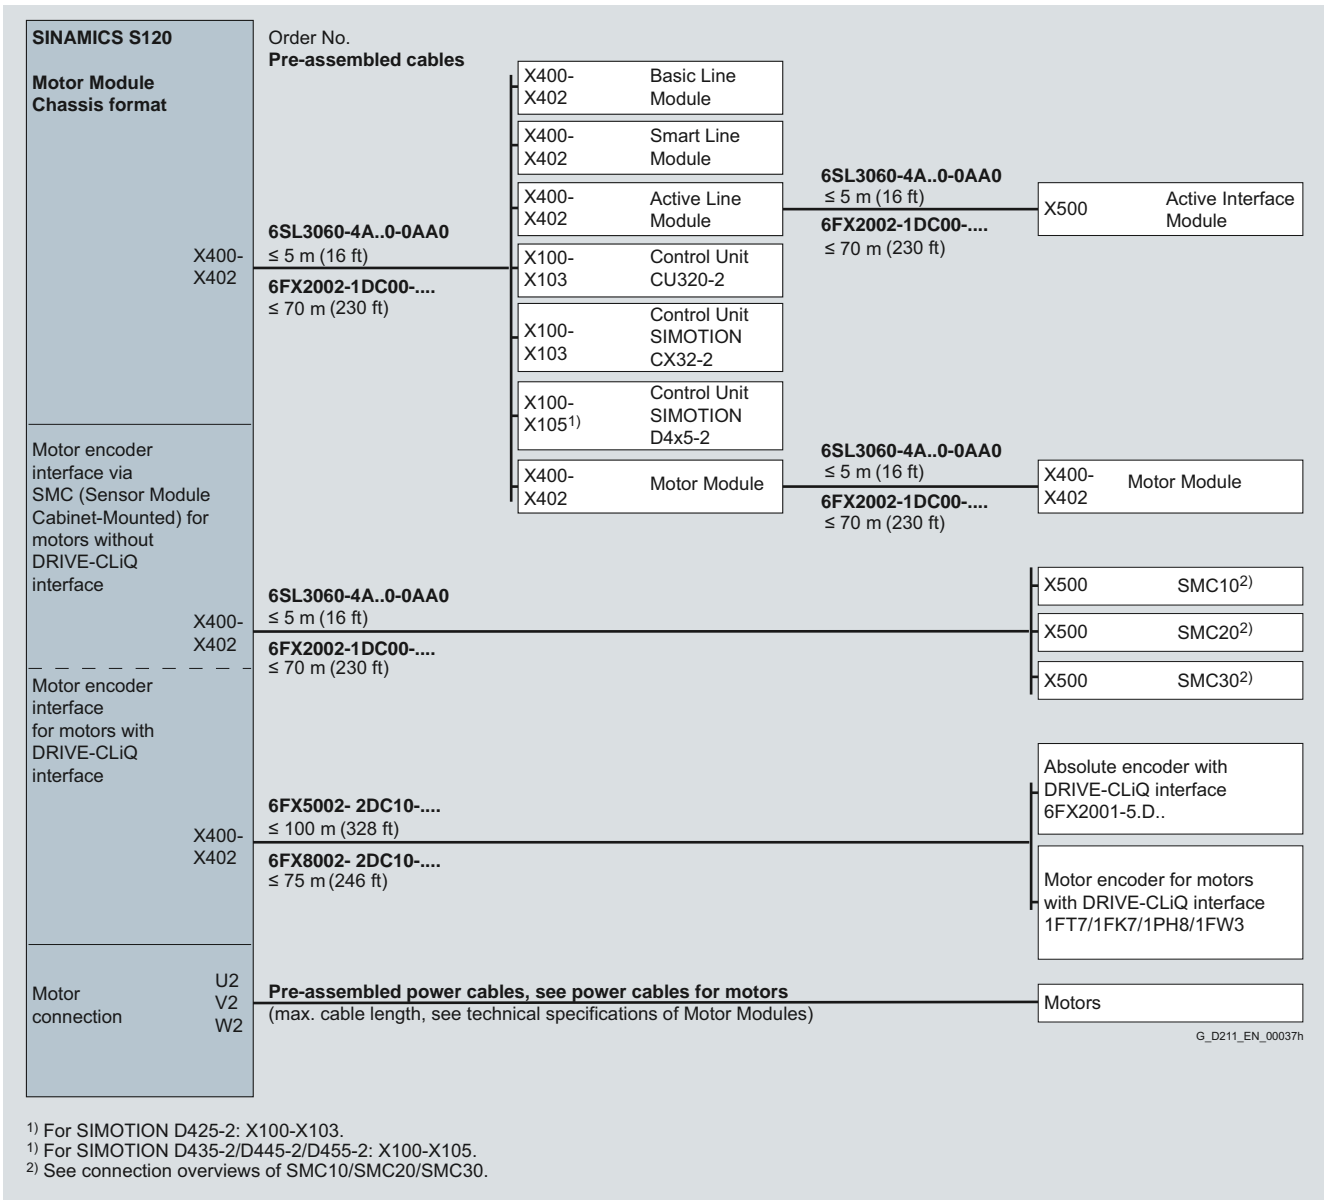 SINAMICS S120
Motor Module
Chassis format
Order No.
Pre-assembled cables
X400-
X402
6SL3060-4A..0-0AA0
≤ 5 m (16 ft)
6FX2002-1DC00-....
≤ 70 m (230 ft)
X400-
X402
Basic Line
Module
X400-
X402
Smart Line
Module
X400-
X402
Active Line
Module
6SL3060-4A..0-0AA0
≤ 5 m (16 ft)
6FX2002-1DC00-....
≤ 70 m (230 ft)
X500
Active Interface
Module
X100-
X103
Control Unit
CU320-2
X100-
X103
Control Unit
SIMOTION
CX32-2
X100-
X1051)
Control Unit
SIMOTION
D4x5-2
X400-
X402
Motor Module
6SL3060-4A..0-0AA0
≤ 5 m (16 ft)
6FX2002-1DC00-....
≤ 70 m (230 ft)
X400-
X402
Motor Module
Motor encoder
interface via
SMC (Sensor Module
Cabinet-Mounted) for
motors without
DRIVE-CLiQ
interface
X400-
X402
6SL3060-4A..0-0AA0
≤ 5 m (16 ft)
6FX2002-1DC00-....
≤ 70 m (230 ft)
X500 SMC102)
X500 SMC202)
X500 SMC302)
Motor encoder
interface
for motors with
DRIVE-CLiQ
interface
X400-
X402
6FX5002- 2DC10-....
≤ 100 m (328 ft)
6FX8002- 2DC10-....
≤ 75 m (246 ft)
Absolute encoder with
DRIVE-CLiQ interface
6FX2001-5.D..
Motor encoder for motors
with DRIVE-CLiQ interface
1FT7/1FK7/1PH8/1FW3
Motor
connection
U2
V2
W2
Pre-assembled power cables, see power cables for motors
(max. cable length, see technical specifications of Motor Modules)
Motors
G_D211_EN_00037h
1) For SIMOTION D425-2: X100-X103.
1) For SIMOTION D435-2/D445-2/D455-2: X100-X105.
2) See connection overviews of SMC10/SMC20/SMC30.